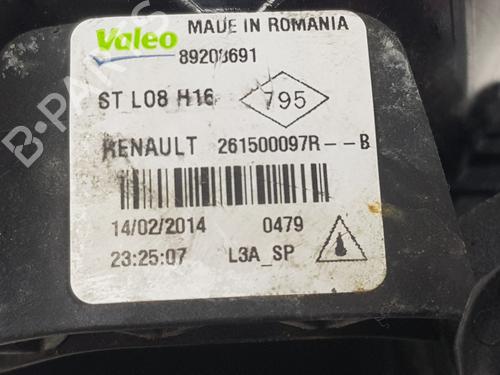 Valeo MADE IN ROMANIA
89208691
ST L08 H16 795
RENAULT 261500097R--B
14/02/2014 0479
23:25:07 L3A_SP
B-PARTS